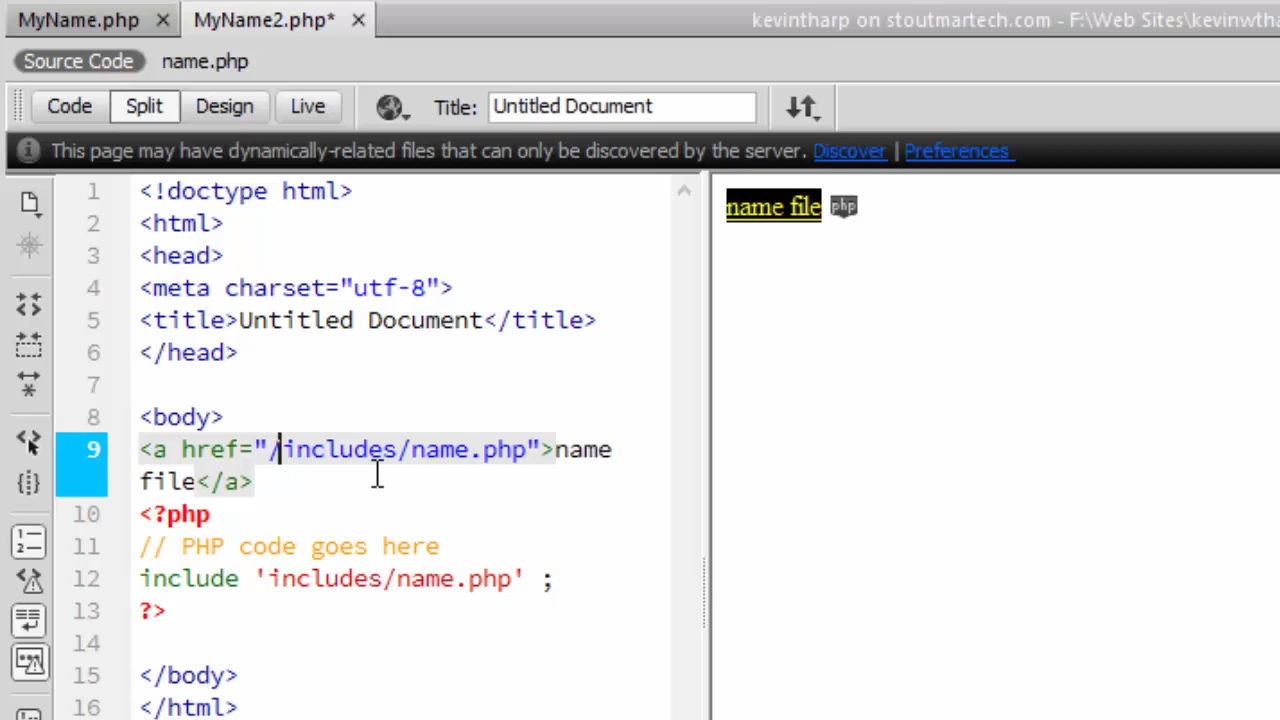 MyName.php × MyName2.php* × kevintharp on stoutmartech.com - F:\Web Sites\kevinwtha
Source Code name.php
Code Split Design Live Title: Untitled Document
This page may have dynamically-related files that can only be discovered by the server. Discover | Preferences
1 <!doctype html>
2 <html>
3 <head>
4 <meta charset="utf-8">
5 <title>Untitled Document</title>
6 </head>
7
8 <body>
9 <a href="/includes/name.php">name
file</a>
10 <?php
11 // PHP code goes here
12 include 'includes/name.php' ;
13 ?>
14
15 </body>
16 </html>
name file php